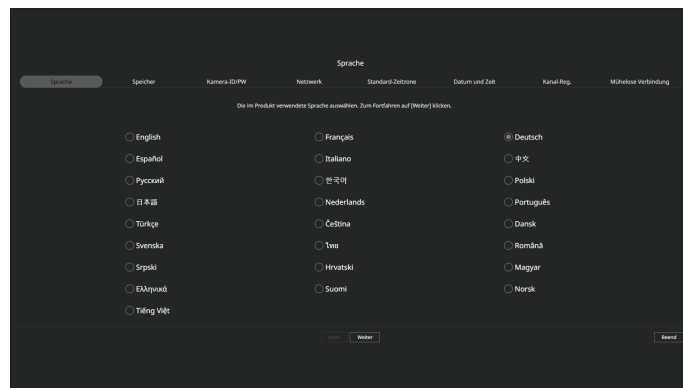 Sprache
Sprache Speicher Kamera-ID/PW Netzwerk Standard-Zeitzone Datum und Zeit Kanal-Reg. Mühelose Verbindung
Die im Produkt verwendete Sprache auswählen. Zum Fortfahren auf [Weiter] klicken.
English Français Deutsch
Español Italiano 中文
Русский 한국어 Polski
日本語 Nederlands Português
Türkçe Čeština Dansk
Svenska ไทย Română
Srpski Hrvatski Magyar
Ελληνικά Suomi Norsk
Tiếng Việt
Weiter Beend